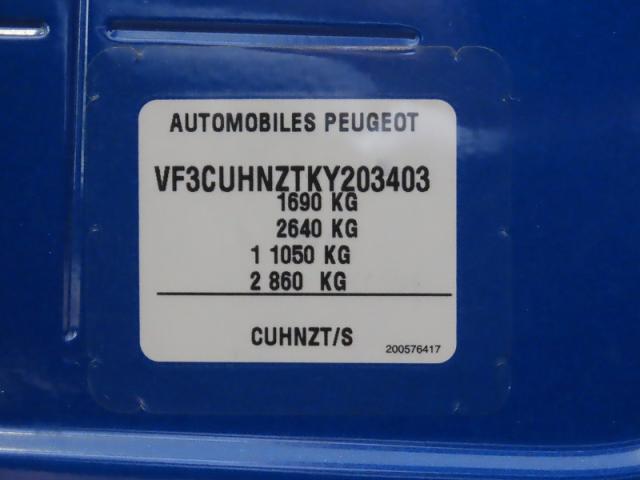 AUTOMOBILES PEUGEOT
VF3CUHNZTKY203403
1690 KG
2640 KG
1 1050 KG
2 860 KG
CUHNZT/S
200576417